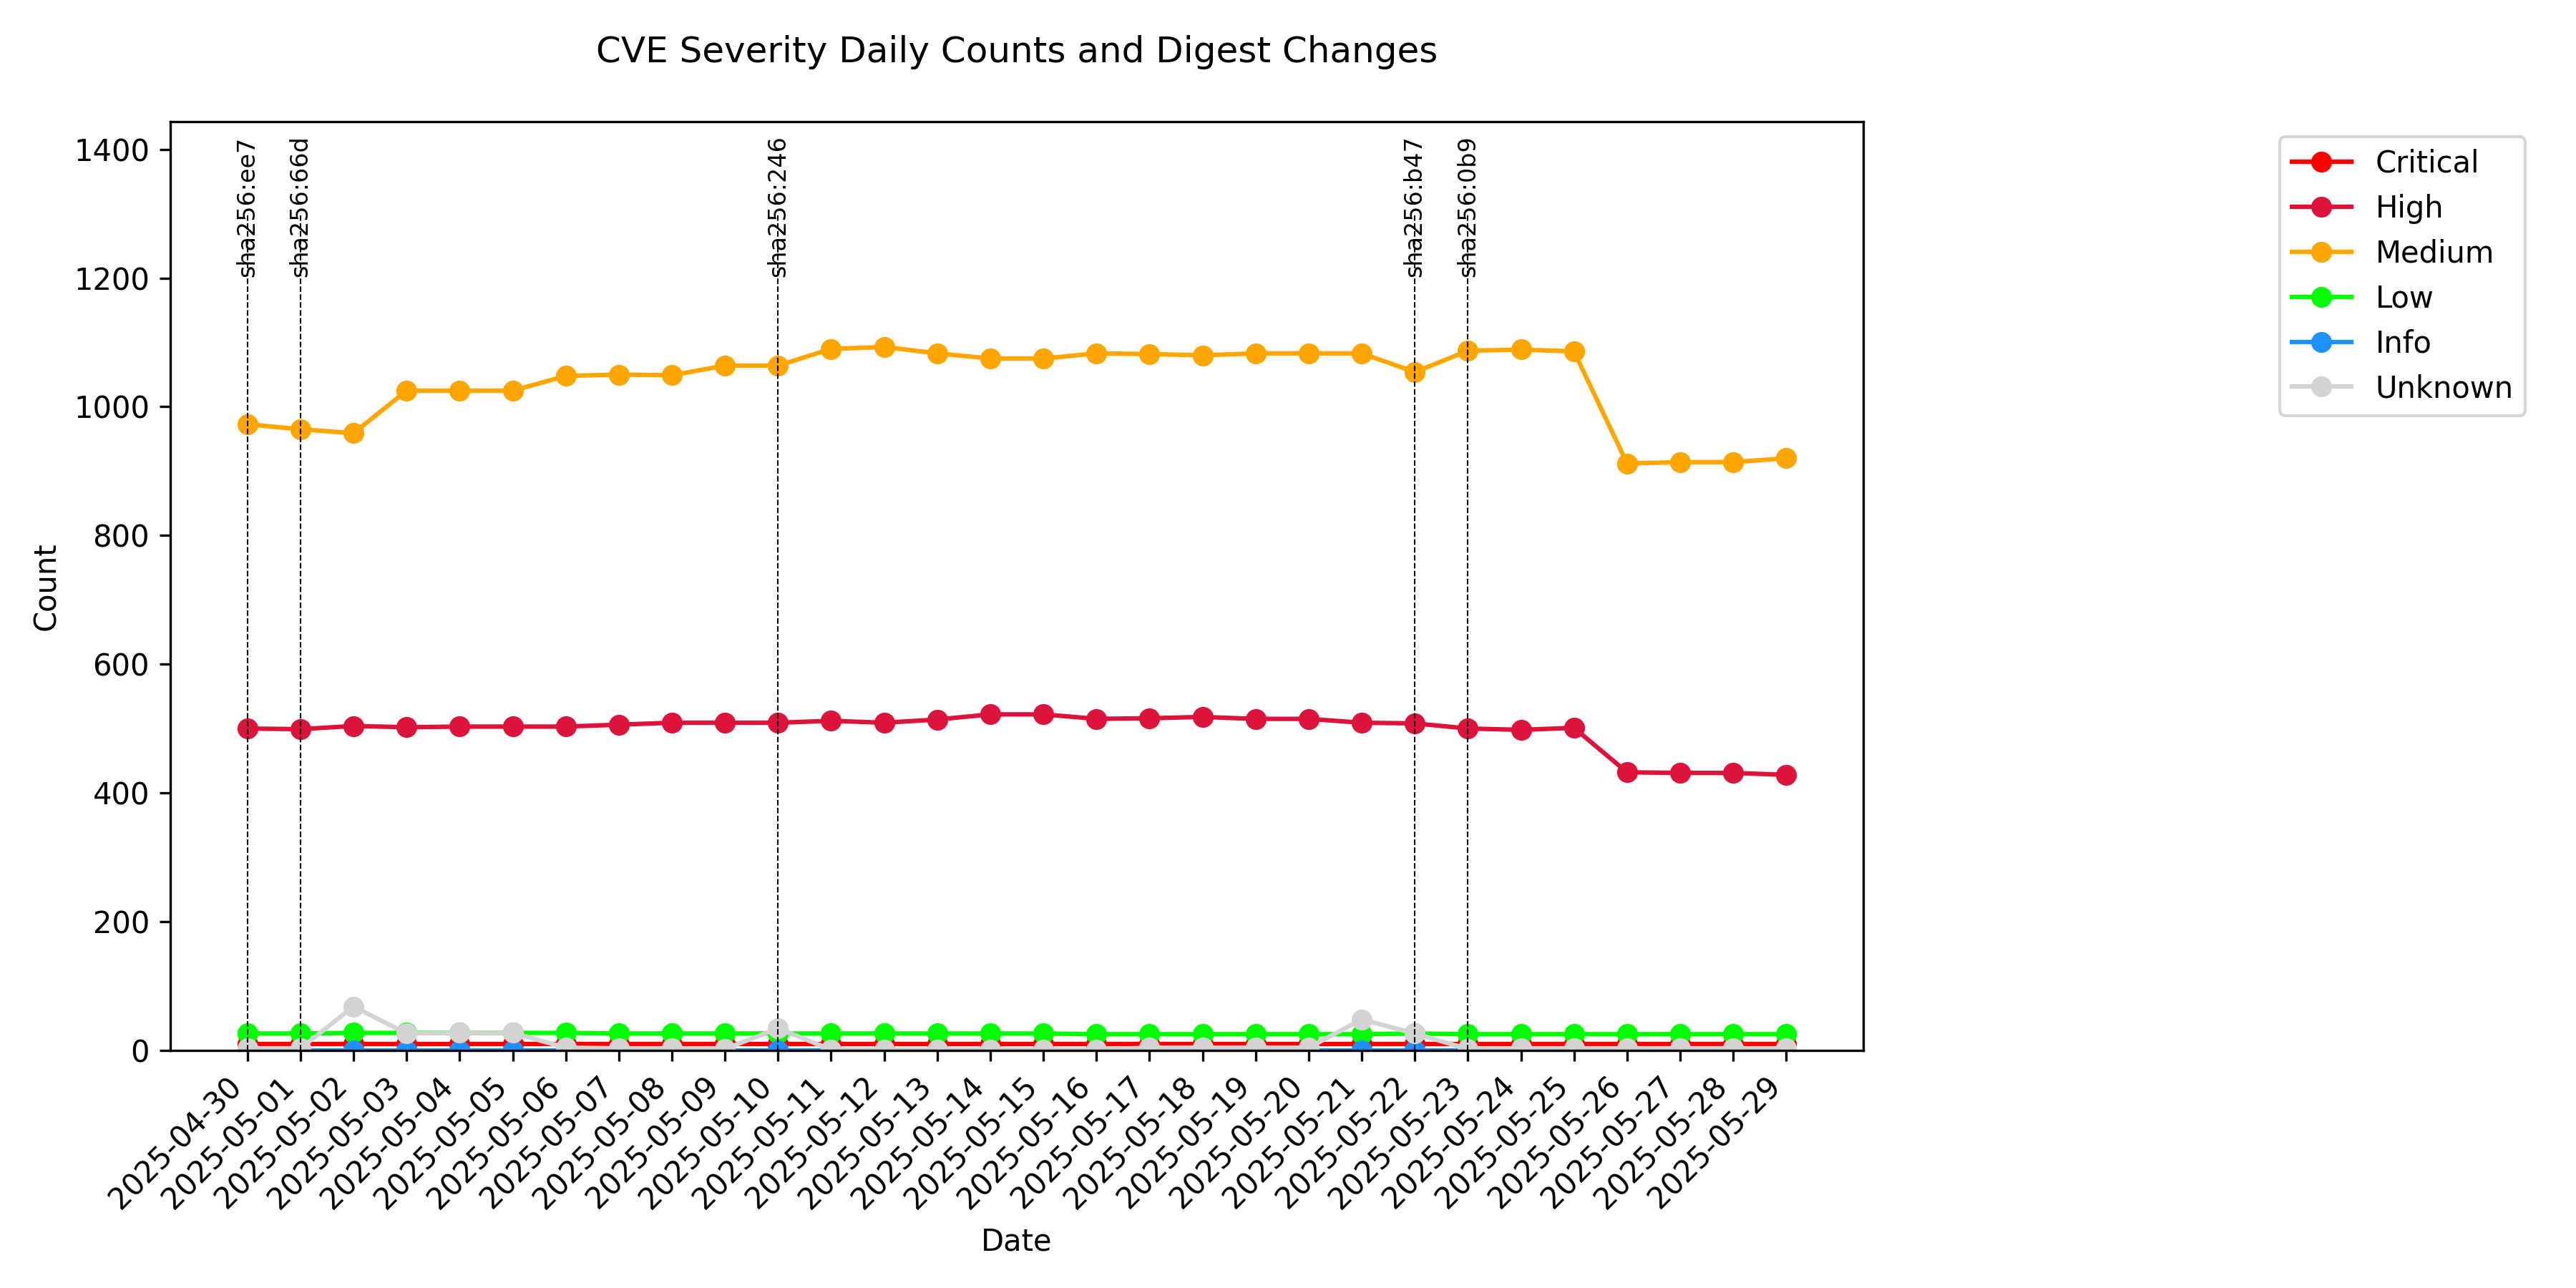 CVE Severity Daily Counts and Digest Changes
1400
1200
1000
800
600
400
200
0
Count
sha256:ee7
sha256:66d
sha256:246
sha256:b47
sha256:0b9
Critical
High
Medium
Low
Info
Unknown
2025-04-30
2025-05-01
2025-05-02
2025-05-03
2025-05-04
2025-05-05
2025-05-06
2025-05-07
2025-05-08
2025-05-09
2025-05-10
2025-05-11
2025-05-12
2025-05-13
2025-05-14
2025-05-15
2025-05-16
2025-05-17
2025-05-18
2025-05-19
2025-05-20
2025-05-21
2025-05-22
2025-05-23
2025-05-24
2025-05-25
2025-05-26
2025-05-27
2025-05-28
2025-05-29
Date